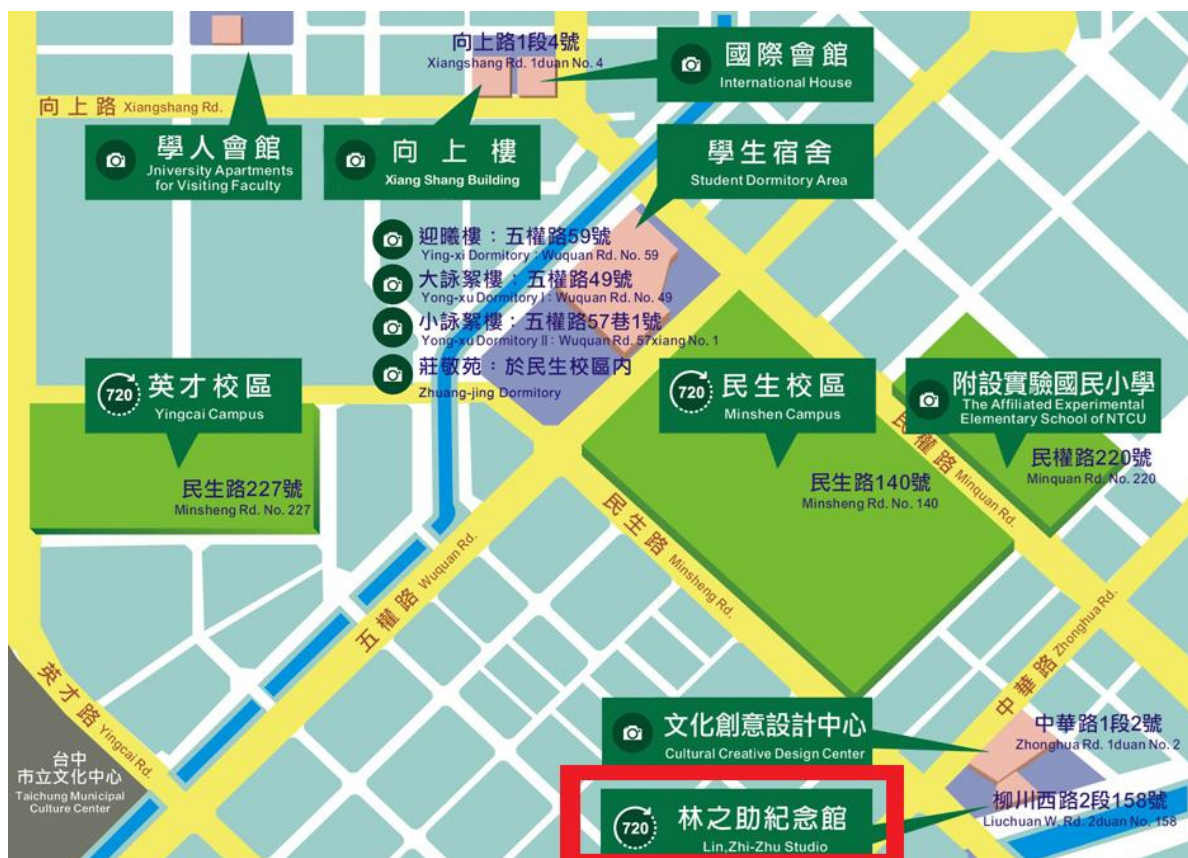 向上路1段4號
Xiangshang Rd. 1duan No. 4
國際會館
International House
向上路 Xiangshang Rd.
學人會館
Jniversity Apartments
for Visiting Faculty
向上樓
Xiang Shang Building
學生宿舍
Student Dormitory Area
迎曦樓：五權路59號
Ying-xi Dormitory : Wuquan Rd. No. 59
大詠絮樓：五權路49號
Yong-xu Dormitory I : Wuquan Rd. No. 49
小詠絮樓：五權路57巷1號
Yong-xu Dormitory II : Wuquan Rd. 57xiang No. 1
莊敬苑：於民生校區內
Zhuang-jing Dormitory
720
英才校區
Yingcai Campus
民生路227號
Minsheng Rd. No. 227
720
民生校區
Minshen Campus
民生路140號
Minsheng Rd. No. 140
附設實驗國民小學
The Affiliated Experimental
Elementary School of NTCU
民權路220號
Minquan Rd. No. 220
民權路 Minquan Rd.
民生路 Minsheng Rd.
五權路 Wuquan Rd.
中華路 Zhonghua Rd.
英才路 Yingcai Rd.
台中
市立文化中心
Taichung Municipal
Culture Center
文化創意設計中心
Cultural Creative Design Center
中華路1段2號
Zhonghua Rd. 1duan No. 2
720
林之助紀念館
Lin,Zhi-Zhu Studio
柳川西路2段158號
Liuchuan W. Rd. 2duan No. 158